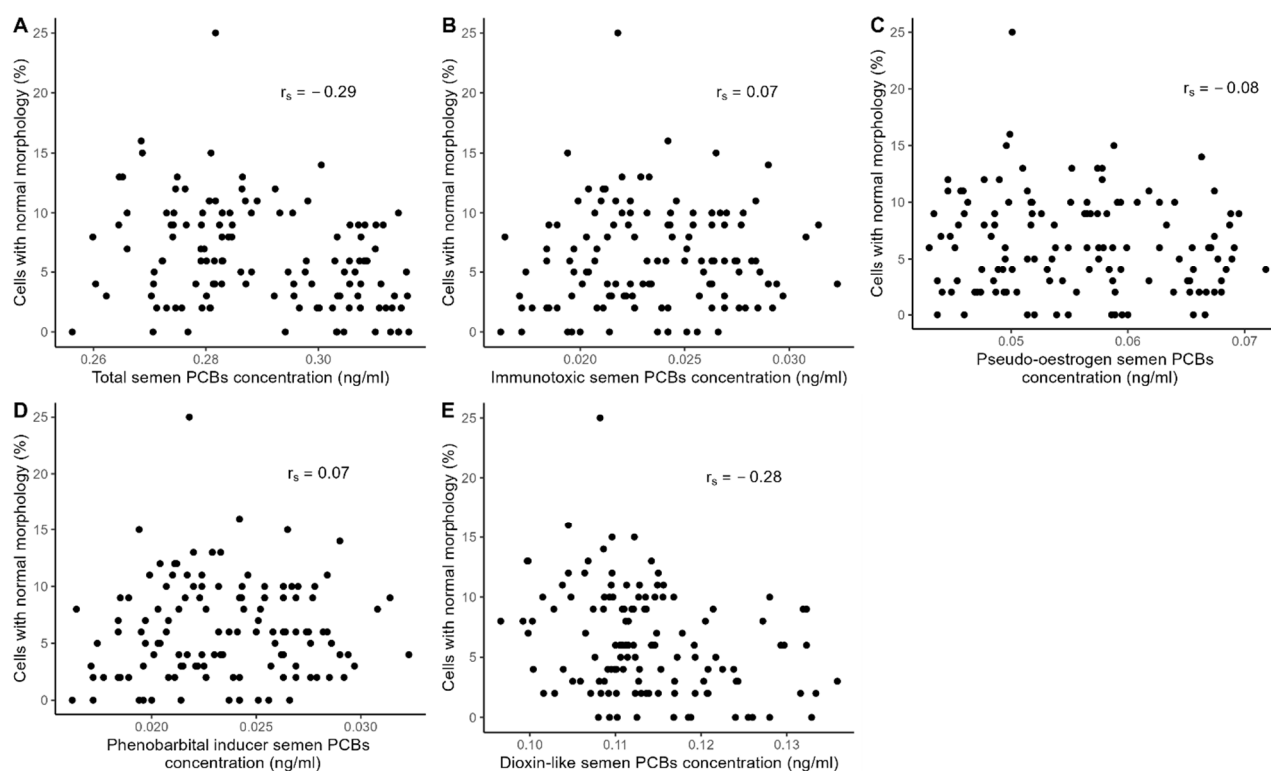 A
Cells with normal morphology (%)
25
20
15
10
5
0
rs = −0.29
0.26 0.28 0.30
Total semen PCBs concentration (ng/ml)
B
Cells with normal morphology (%)
25
20
15
10
5
0
rs = 0.07
0.020 0.025 0.030
Immunotoxic semen PCBs concentration (ng/ml)
C
Cells with normal morphology (%)
25
20
15
10
5
0
rs = −0.08
0.05 0.06 0.07
Pseudo-oestrogen semen PCBs
concentration (ng/ml)
D
Cells with normal morphology (%)
25
20
15
10
5
0
rs = 0.07
0.020 0.025 0.030
Phenobarbital inducer semen PCBs
concentration (ng/ml)
E
Cells with normal morphology (%)
25
20
15
10
5
0
rs = −0.28
0.10 0.11 0.12 0.13
Dioxin-like semen PCBs concentration (ng/ml)